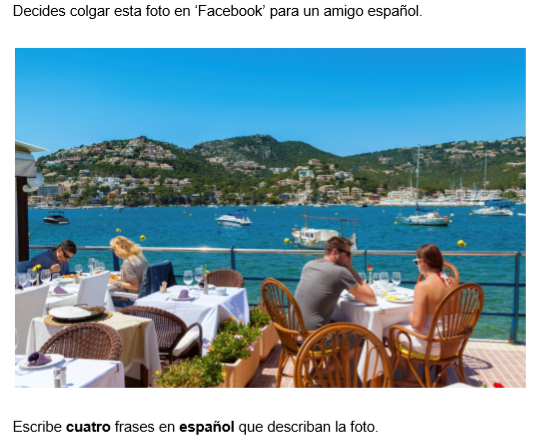 Decides colgar esta foto en ‘Facebook’ para un amigo español.
Escribe cuatro frases en español que describan la foto.